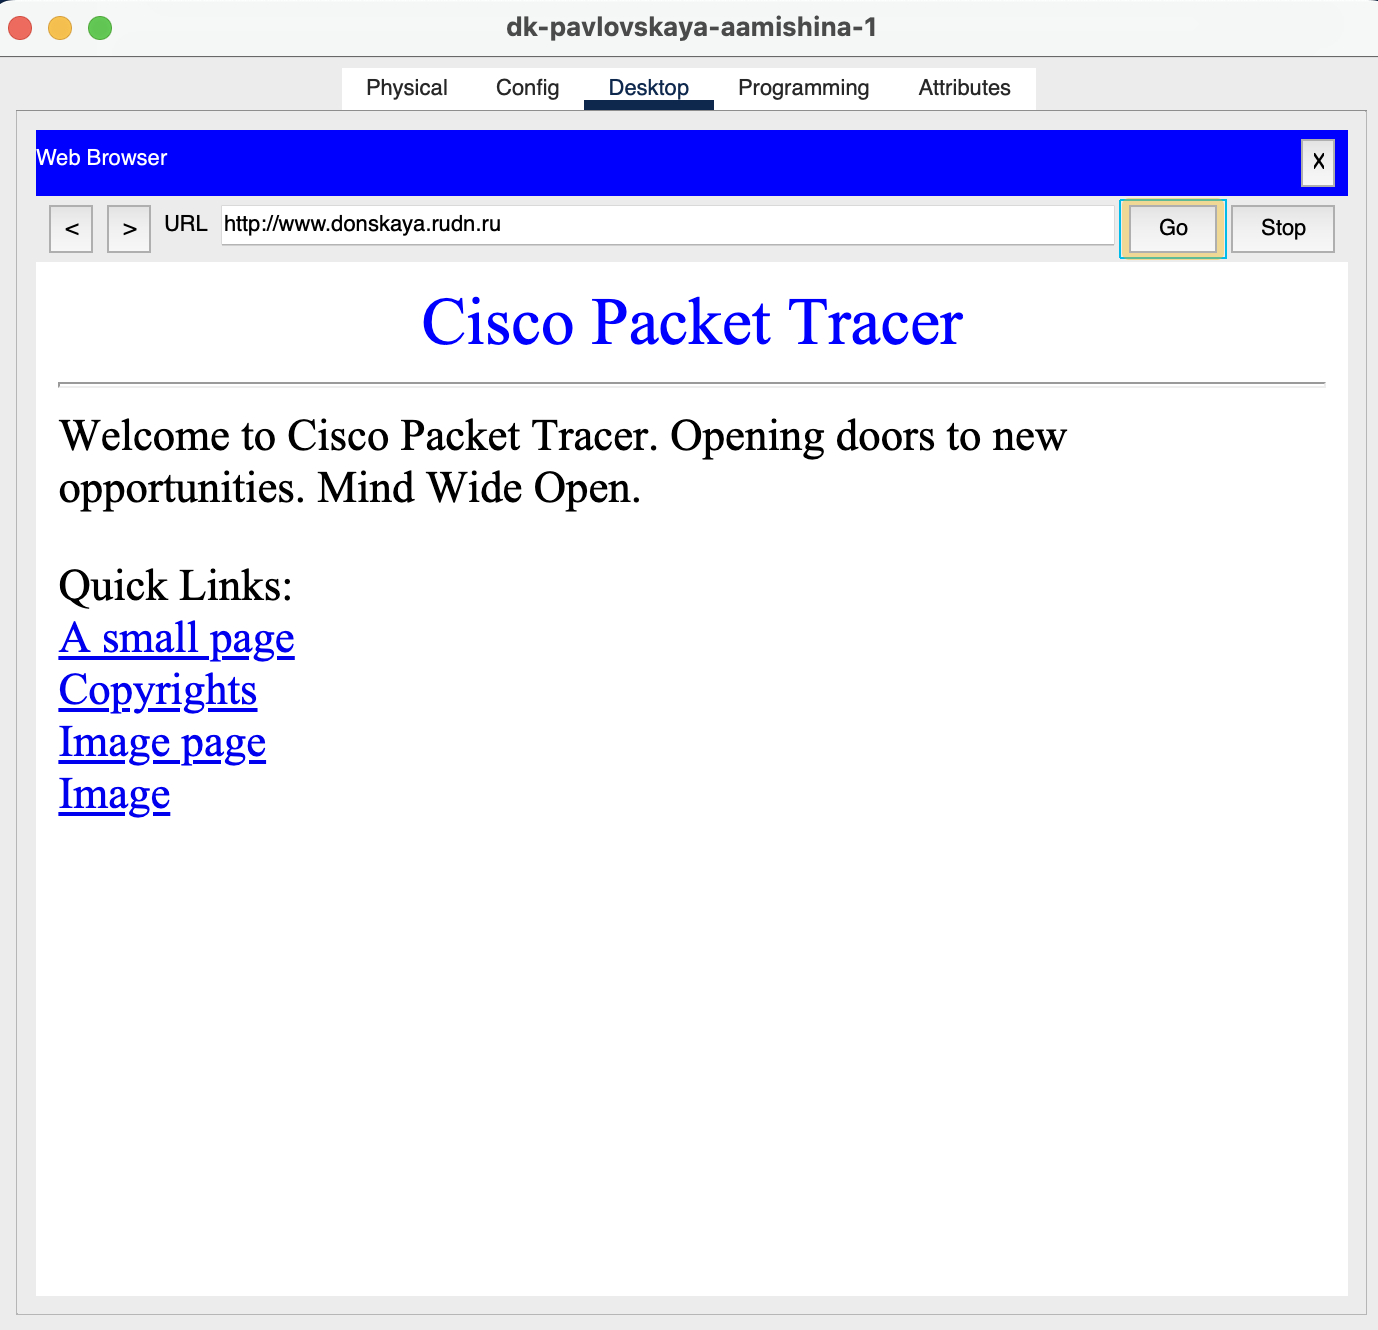 dk-pavlovskaya-aamishina-1
Physical Config Desktop Programming Attributes
Web Browser X
< > URL http://www.donskaya.rudn.ru Go Stop
Cisco Packet Tracer
Welcome to Cisco Packet Tracer. Opening doors to new
opportunities. Mind Wide Open.
Quick Links:
A small page
Copyrights
Image page
Image